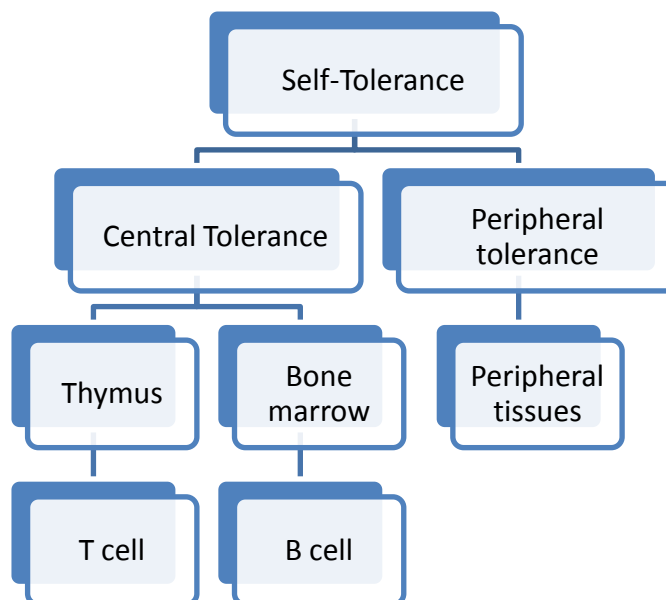 Self-Tolerance
Central Tolerance
Peripheral
tolerance
Thymus
Bone
marrow
Peripheral
tissues
T cell
B cell